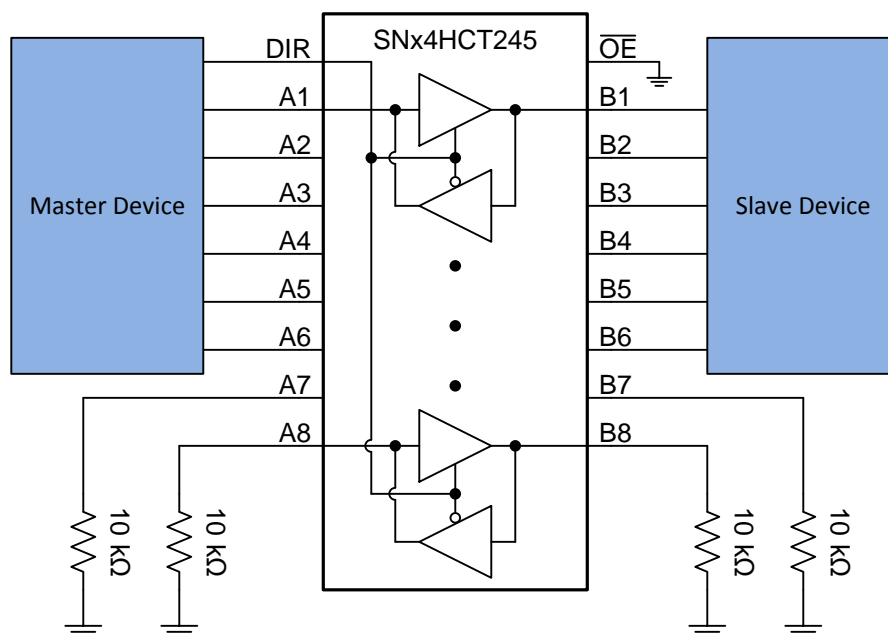 SNx4HCT245
DIR
A1
A2
A3
A4
A5
A6
A7
A8
OE
B1
B2
B3
B4
B5
B6
B7
B8
Master Device
Slave Device
10 kΩ
10 kΩ
10 kΩ
10 kΩ